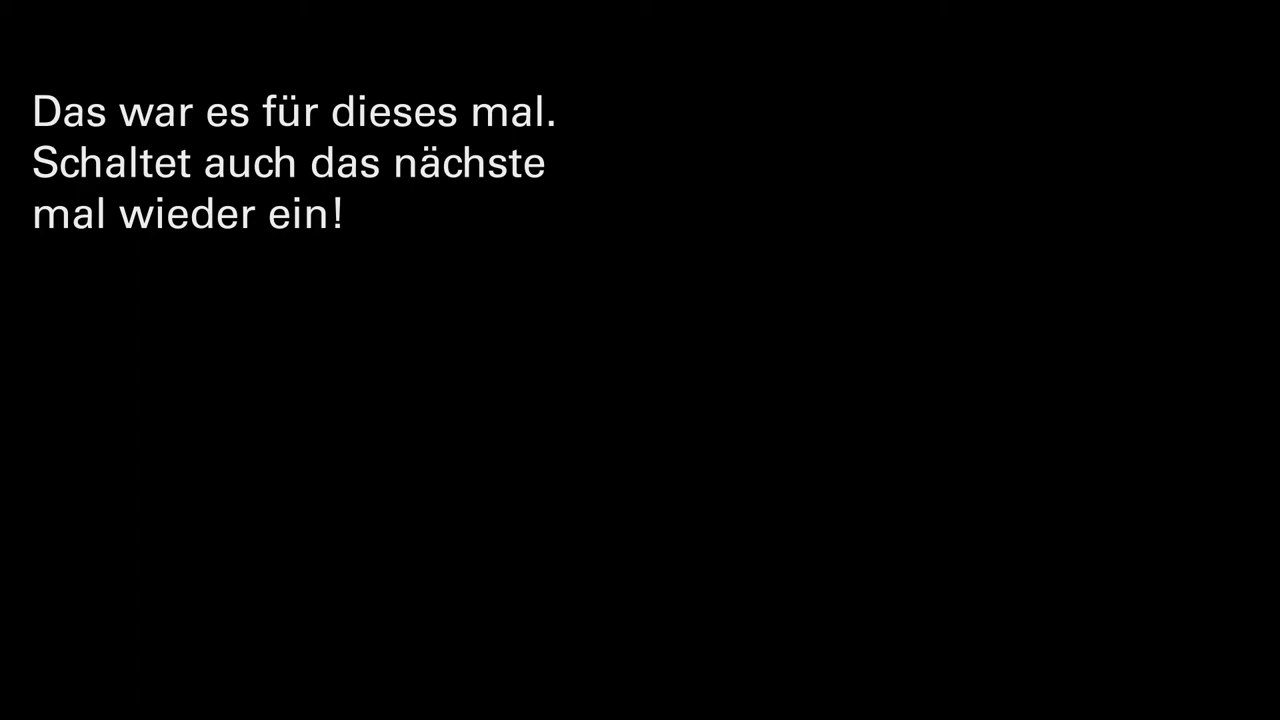 Das war es für dieses mal.
Schaltet auch das nächste
mal wieder ein!